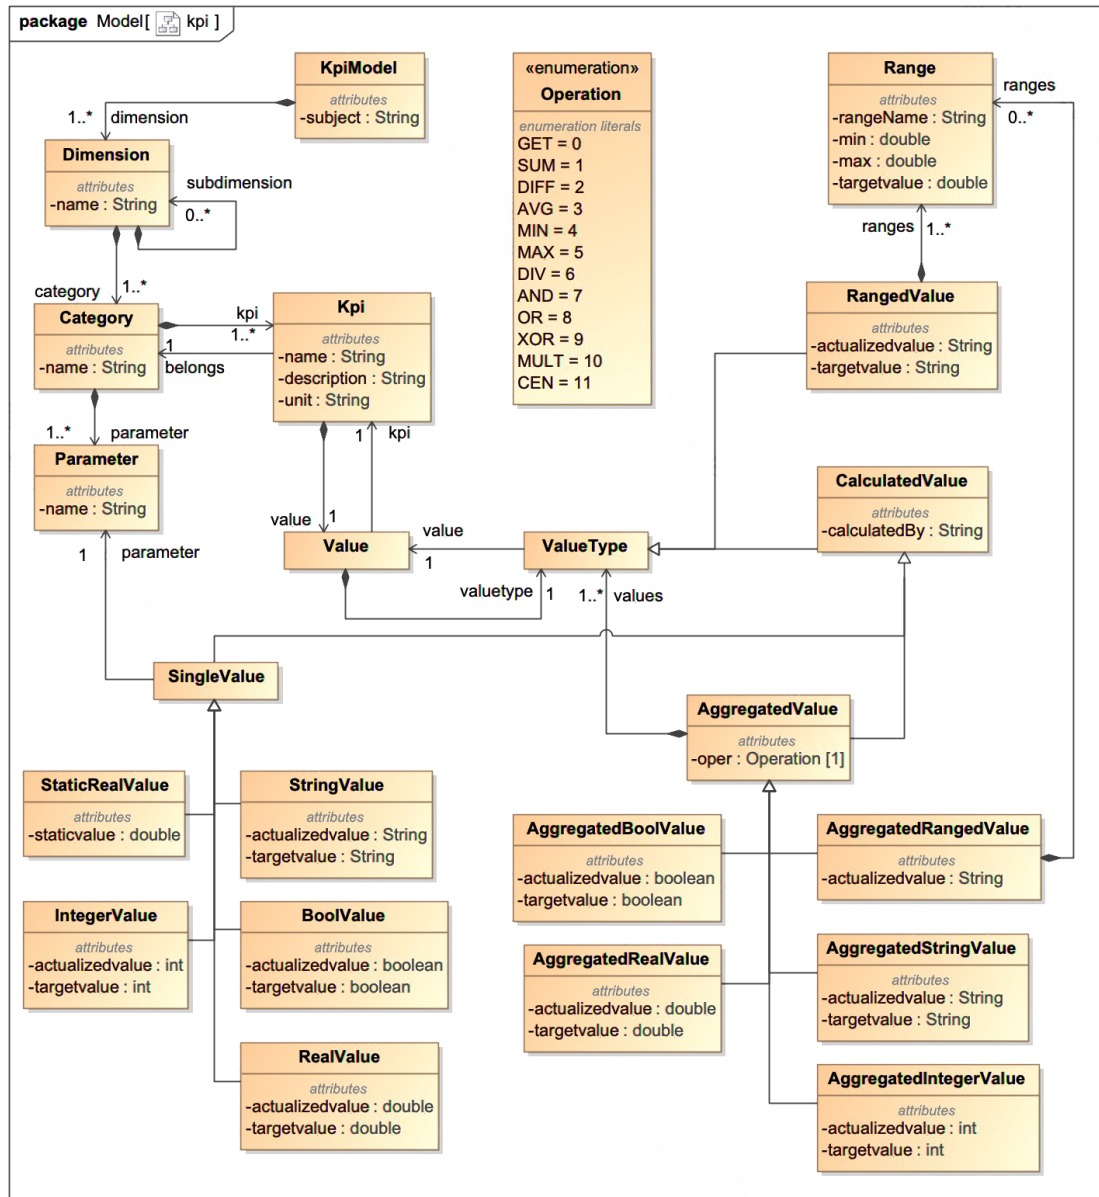 package Model[ kpi ]
KpiModel
attributes
-subject : String
1..*
dimension
Dimension
attributes
-name : String
subdimension
0..*
category
1..*
Category
attributes
-name : String
kpi
1..*
1
belongs
Kpi
attributes
-name : String
-description : String
-unit : String
1..*
parameter
Parameter
attributes
-name : String
1
parameter
1
kpi
value
1
Value
value
1
ValueType
valuetype
1
1..*
values
«enumeration»
Operation
enumeration literals
GET = 0
SUM = 1
DIFF = 2
AVG = 3
MIN = 4
MAX = 5
DIV = 6
AND = 7
OR = 8
XOR = 9
MULT = 10
CEN = 11
Range
attributes
-rangeName : String
-min : double
-max : double
-targetvalue : double
ranges
0..*
ranges
1..*
RangedValue
attributes
-actualizedvalue : String
-targetvalue : String
CalculatedValue
attributes
-calculatedBy : String
SingleValue
StaticRealValue
attributes
-staticvalue : double
StringValue
attributes
-actualizedvalue : String
-targetvalue : String
IntegerValue
attributes
-actualizedvalue : int
-targetvalue : int
BoolValue
attributes
-actualizedvalue : boolean
-targetvalue : boolean
RealValue
attributes
-actualizedvalue : double
-targetvalue : double
AggregatedValue
attributes
-oper : Operation [1]
AggregatedBoolValue
attributes
-actualizedvalue : boolean
-targetvalue : boolean
AggregatedRangedValue
attributes
-actualizedvalue : String
AggregatedRealValue
attributes
-actualizedvalue : double
-targetvalue : double
AggregatedStringValue
attributes
-actualizedvalue : String
-targetvalue : String
AggregatedIntegerValue
attributes
-actualizedvalue : int
-targetvalue : int